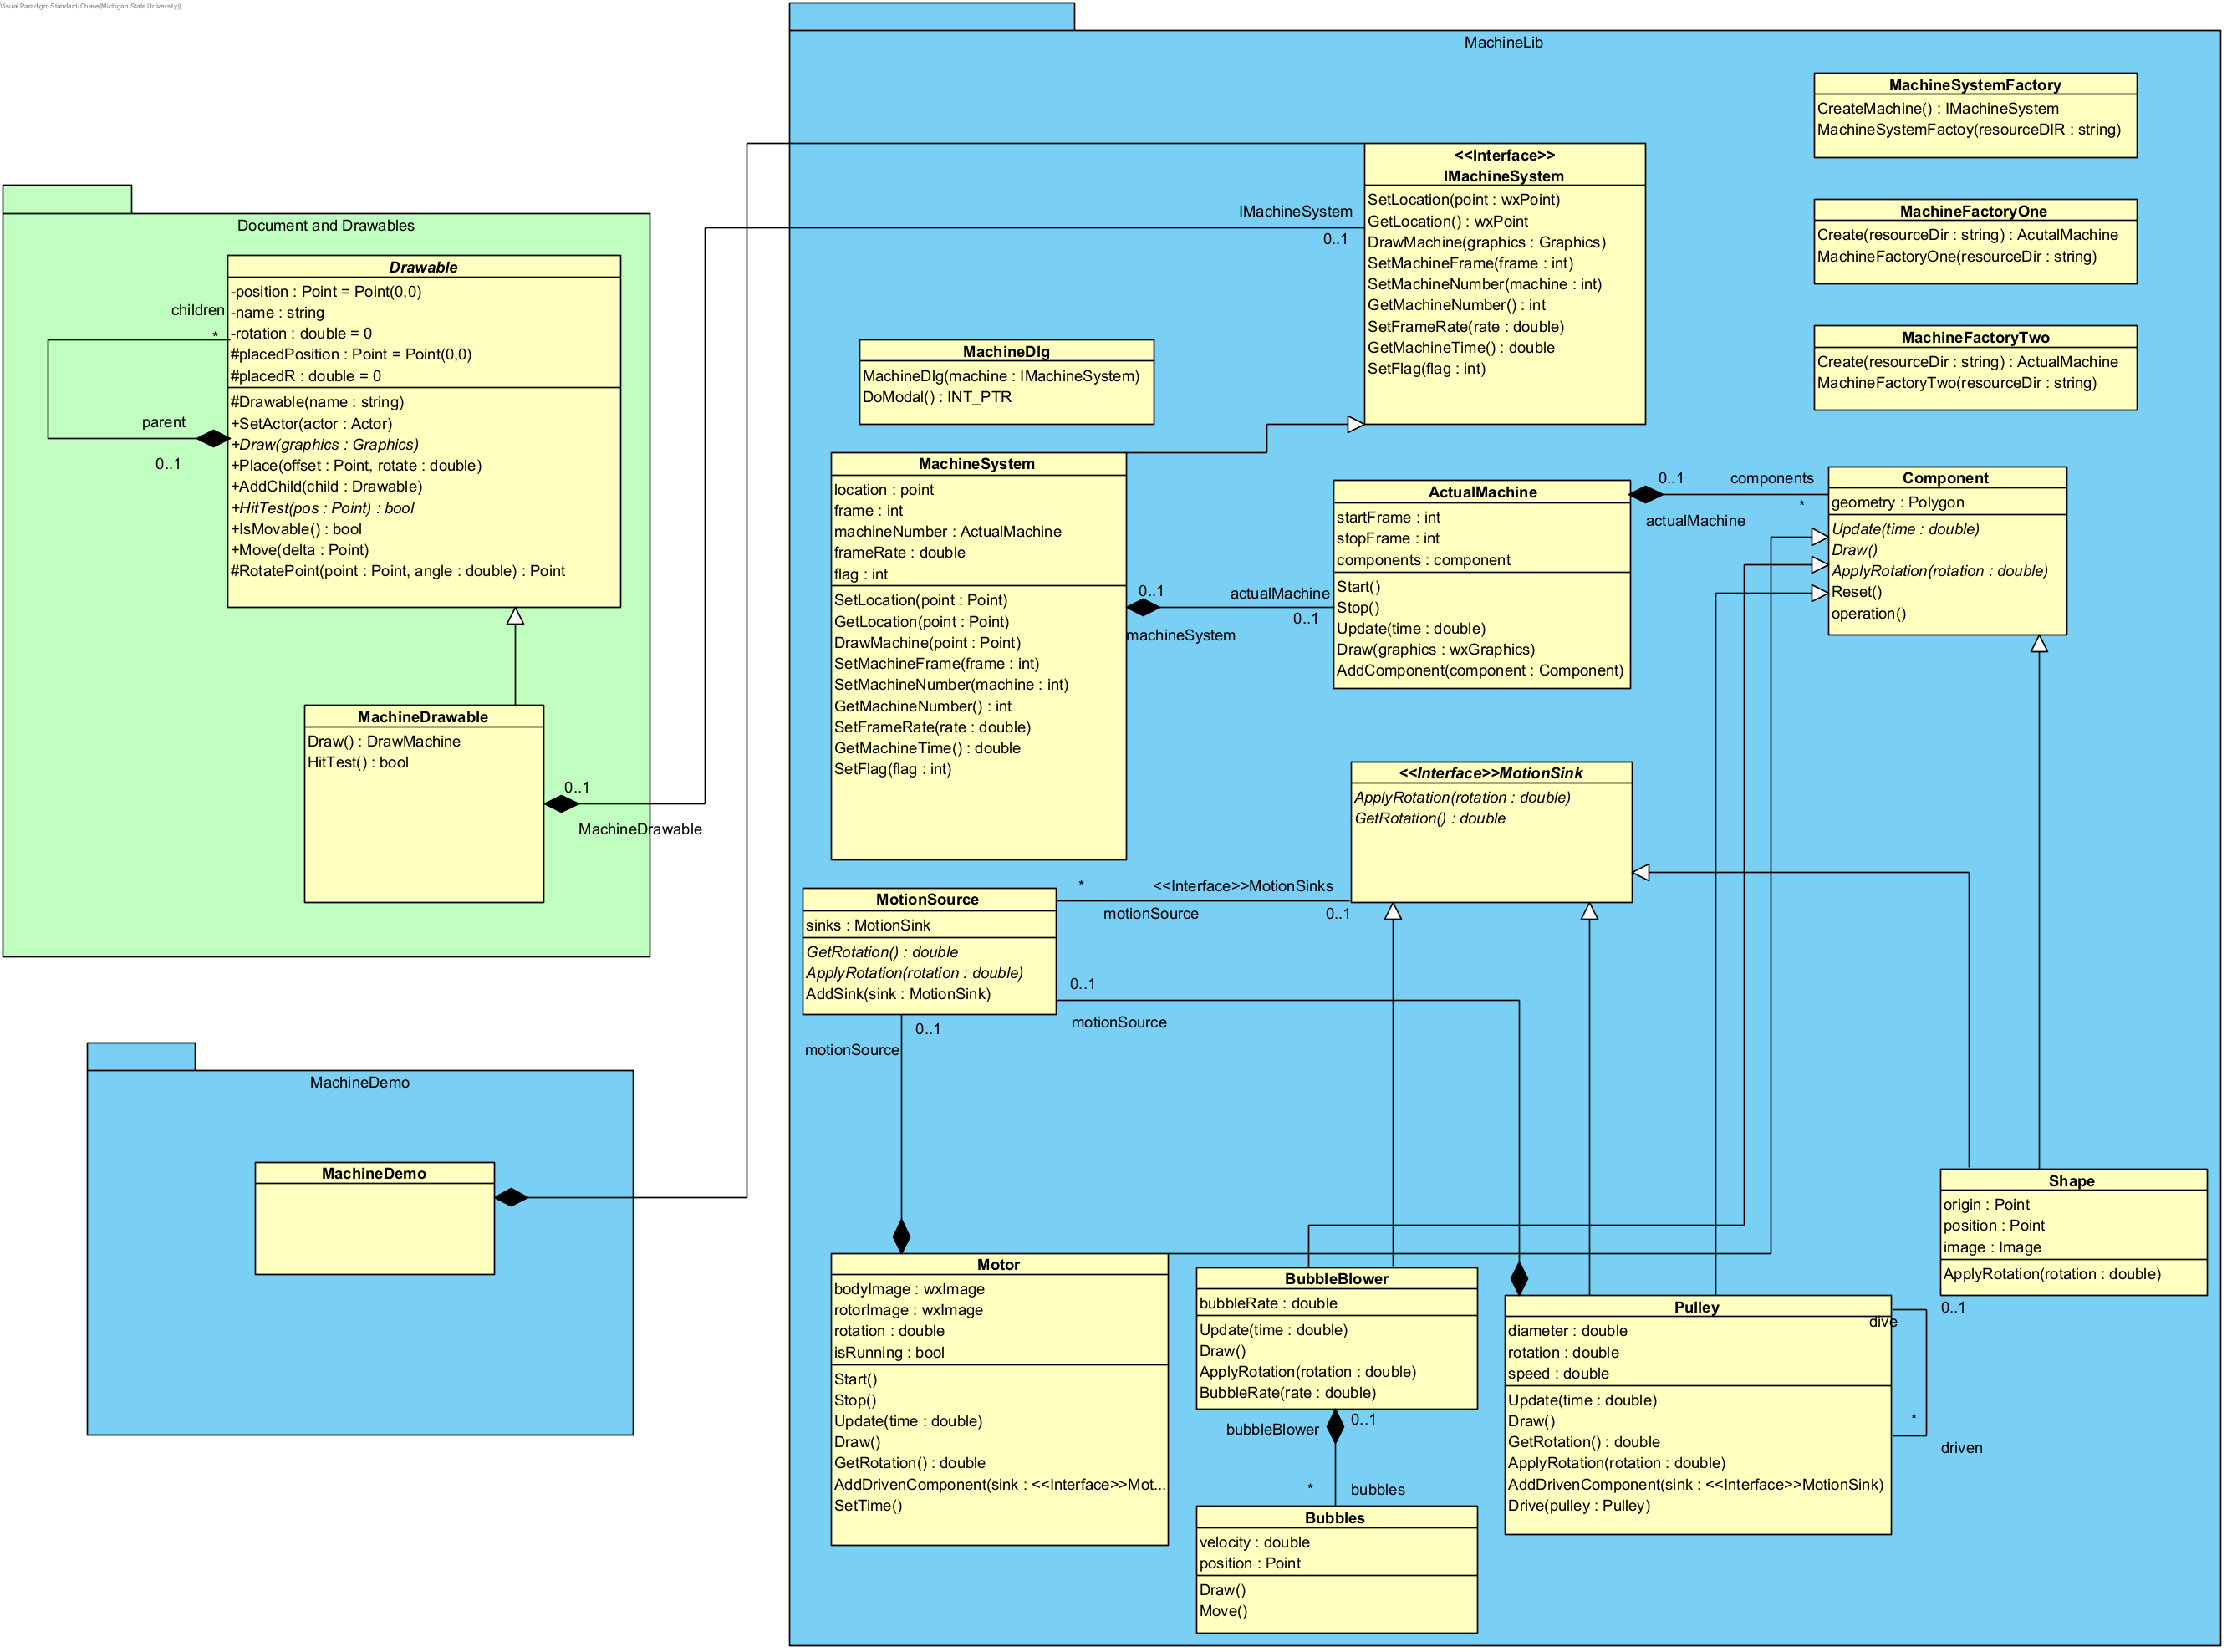 Visual Paradigm Standard(Chase(Michigan State University))
MachineLib
MachineSystemFactory
CreateMachine() : IMachineSystem
MachineSystemFactoy(resourceDIR : string)
<<Interface>>
IMachineSystem
SetLocation(point : wxPoint)
GetLocation() : wxPoint
DrawMachine(graphics : Graphics)
SetMachineFrame(frame : int)
SetMachineNumber(machine : int)
GetMachineNumber() : int
SetFrameRate(rate : double)
GetMachineTime() : double
SetFlag(flag : int)
IMachineSystem
0..1
MachineFactoryOne
Create(resourceDir : string) : AcutalMachine
MachineFactoryOne(resourceDir : string)
MachineFactoryTwo
Create(resourceDir : string) : ActualMachine
MachineFactoryTwo(resourceDir : string)
Document and Drawables
Drawable
-position : Point = Point(0,0)
-name : string
-rotation : double = 0
#placedPosition : Point = Point(0,0)
#placedR : double = 0
#Drawable(name : string)
+SetActor(actor : Actor)
+Draw(graphics : Graphics)
+Place(offset : Point, rotate : double)
+AddChild(child : Drawable)
+HitTest(pos : Point) : bool
+IsMovable() : bool
+Move(delta : Point)
#RotatePoint(point : Point, angle : double) : Point
children
*
parent
0..1
MachineDlg
MachineDlg(machine : IMachineSystem)
DoModal() : INT_PTR
MachineSystem
location : point
frame : int
machineNumber : ActualMachine
frameRate : double
flag : int
SetLocation(point : Point)
GetLocation(point : Point)
DrawMachine(point : Point)
SetMachineFrame(frame : int)
SetMachineNumber(machine : int)
GetMachineNumber() : int
SetFrameRate(rate : double)
GetMachineTime() : double
SetFlag(flag : int)
0..1
machineSystem
actualMachine
0..1
ActualMachine
startFrame : int
stopFrame : int
components : component
Start()
Stop()
Update(time : double)
Draw(graphics : wxGraphics)
AddComponent(component : Component)
0..1
actualMachine
components
*
Component
geometry : Polygon
Update(time : double)
Draw()
ApplyRotation(rotation : double)
Reset()
operation()
MachineDrawable
Draw() : DrawMachine
HitTest() : bool
0..1
MachineDrawable
<<Interface>>MotionSink
ApplyRotation(rotation : double)
GetRotation() : double
MotionSource
sinks : MotionSink
GetRotation() : double
ApplyRotation(rotation : double)
AddSink(sink : MotionSink)
*
<<Interface>>MotionSinks
motionSource
0..1
0..1
motionSource
0..1
motionSource
MachineDemo
MachineDemo
Shape
origin : Point
position : Point
image : Image
ApplyRotation(rotation : double)
Motor
bodyImage : wxImage
rotorImage : wxImage
rotation : double
isRunning : bool
Start()
Stop()
Update(time : double)
Draw()
GetRotation() : double
AddDrivenComponent(sink : <<Interface>>Mot...
SetTime()
BubbleBlower
bubbleRate : double
Update(time : double)
Draw()
ApplyRotation(rotation : double)
BubbleRate(rate : double)
bubbleBlower
0..1
*
bubbles
Bubbles
velocity : double
position : Point
Draw()
Move()
Pulley
diameter : double
rotation : double
speed : double
Update(time : double)
Draw()
GetRotation() : double
ApplyRotation(rotation : double)
AddDrivenComponent(sink : <<Interface>>MotionSink)
Drive(pulley : Pulley)
0..1
dive
*
driven